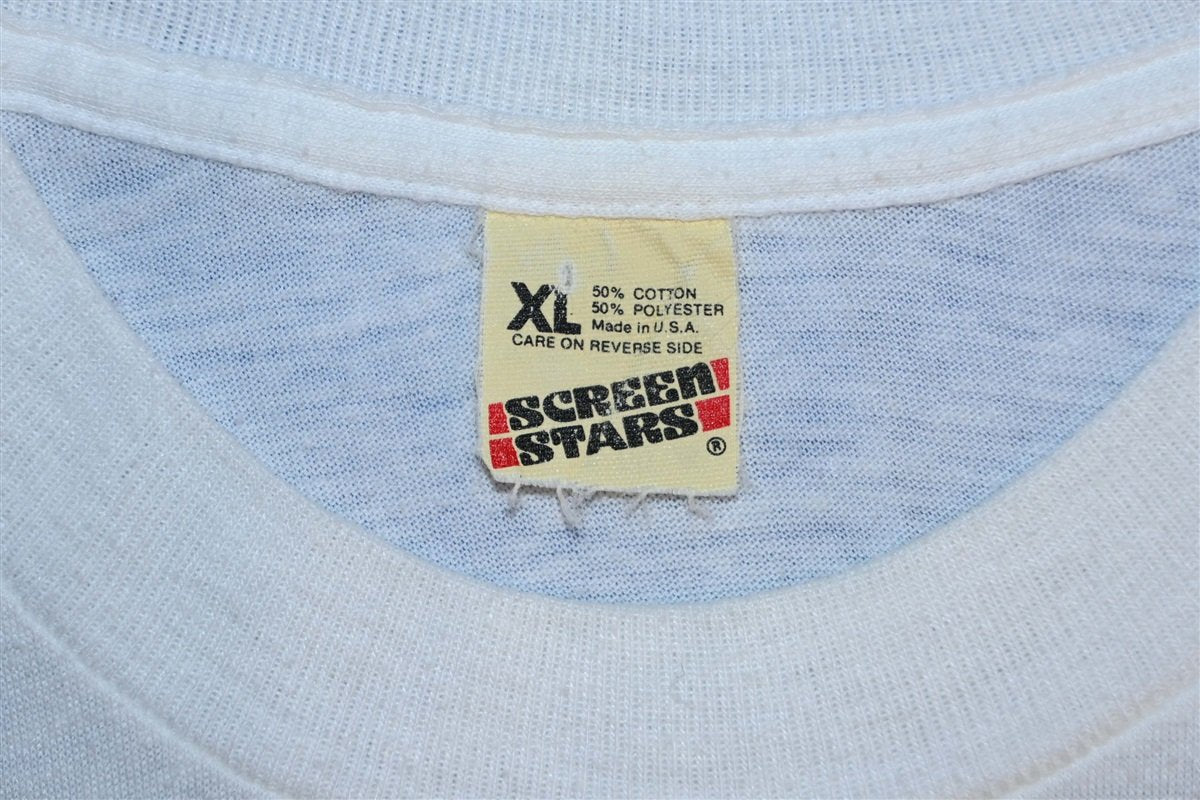 XL
50% COTTON
50% POLYESTER
Made in U.S.A.
CARE ON REVERSE SIDE
SCREEN
STARS
®